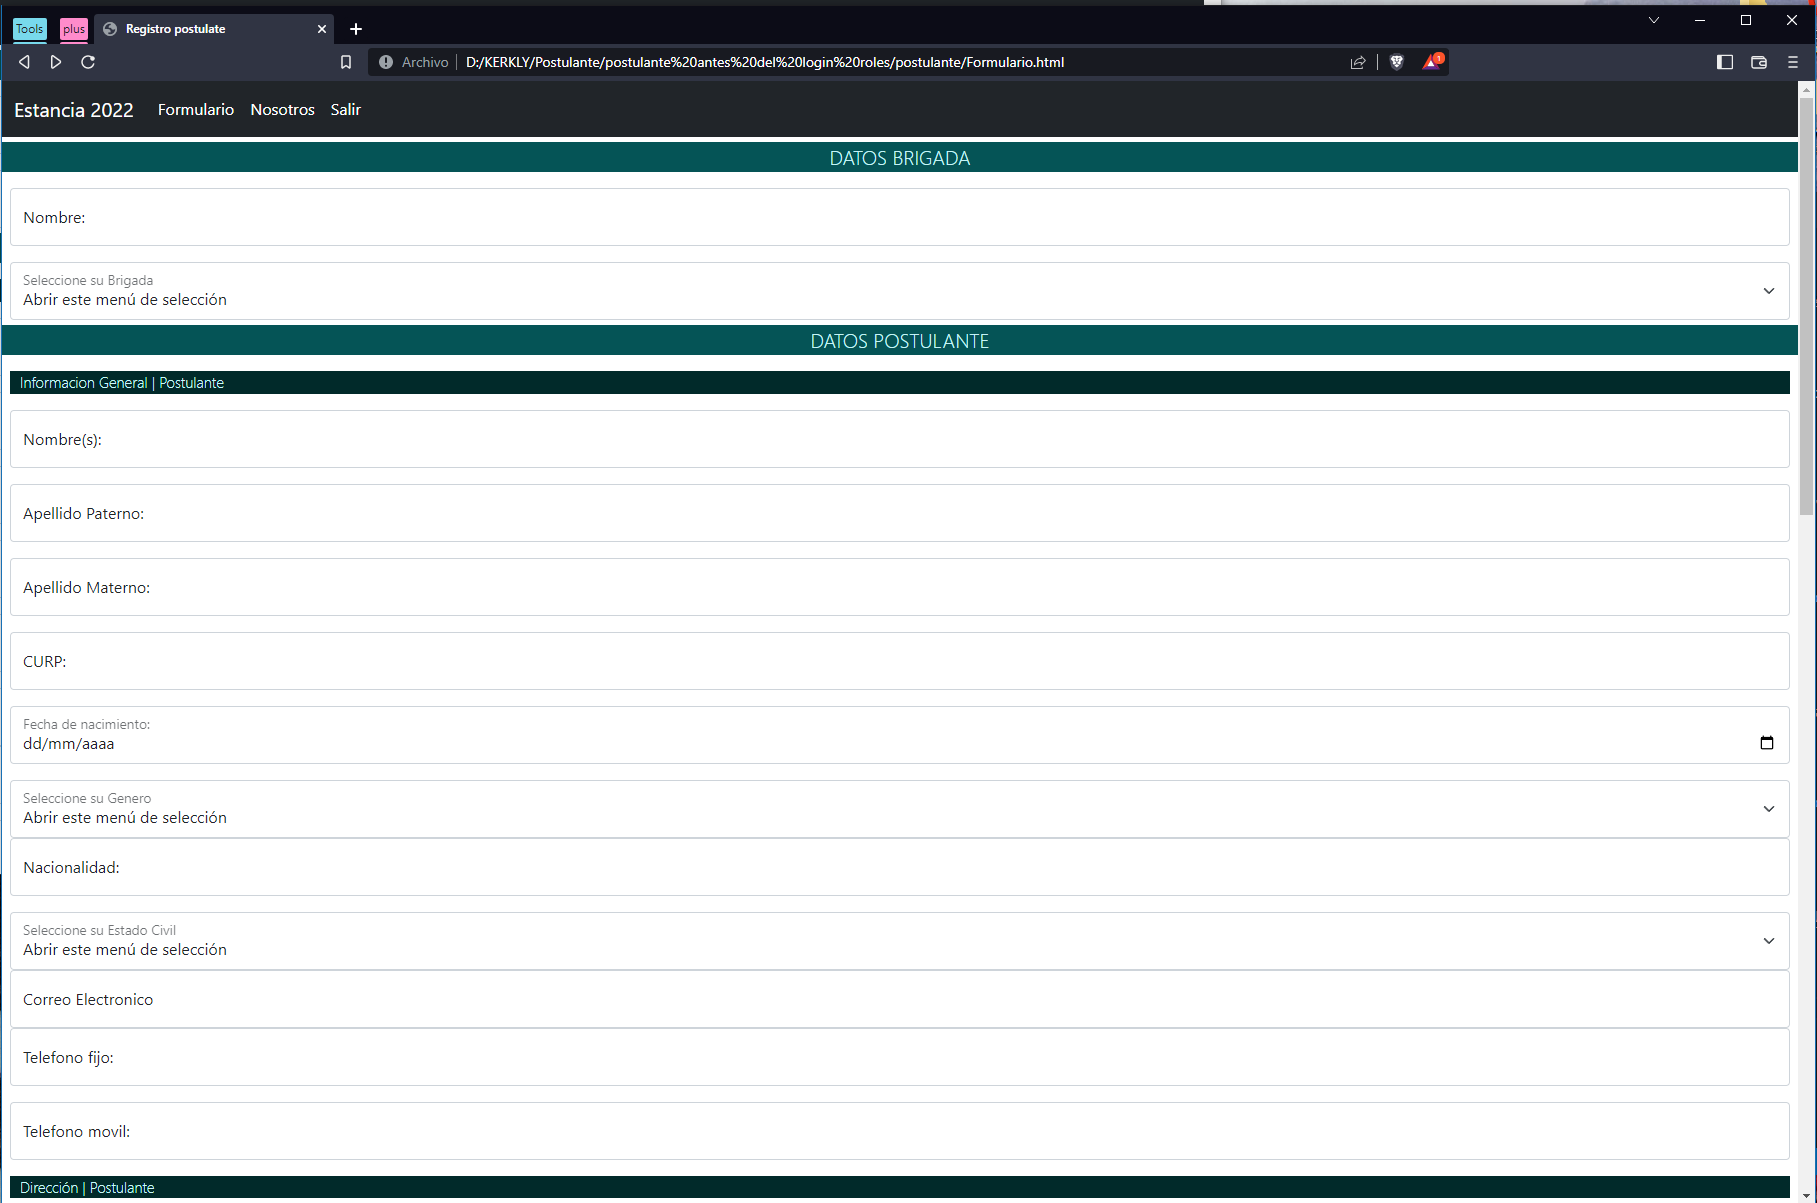 Tools plus Registro postulate
Archivo D:/KERKLY/Postulante/postulante%20antes%20del%20login%20roles/postulante/Formulario.html 1
Estancia 2022 Formulario Nosotros Salir
DATOS BRIGADA
Nombre:
Seleccione su Brigada
Abrir este menú de selección
DATOS POSTULANTE
Informacion General | Postulante
Nombre(s):
Apellido Paterno:
Apellido Materno:
CURP:
Fecha de nacimiento:
dd/mm/aaaa
Seleccione su Genero
Abrir este menú de selección
Nacionalidad:
Seleccione su Estado Civil
Abrir este menú de selección
Correo Electronico
Telefono fijo:
Telefono movil:
Dirección | Postulante